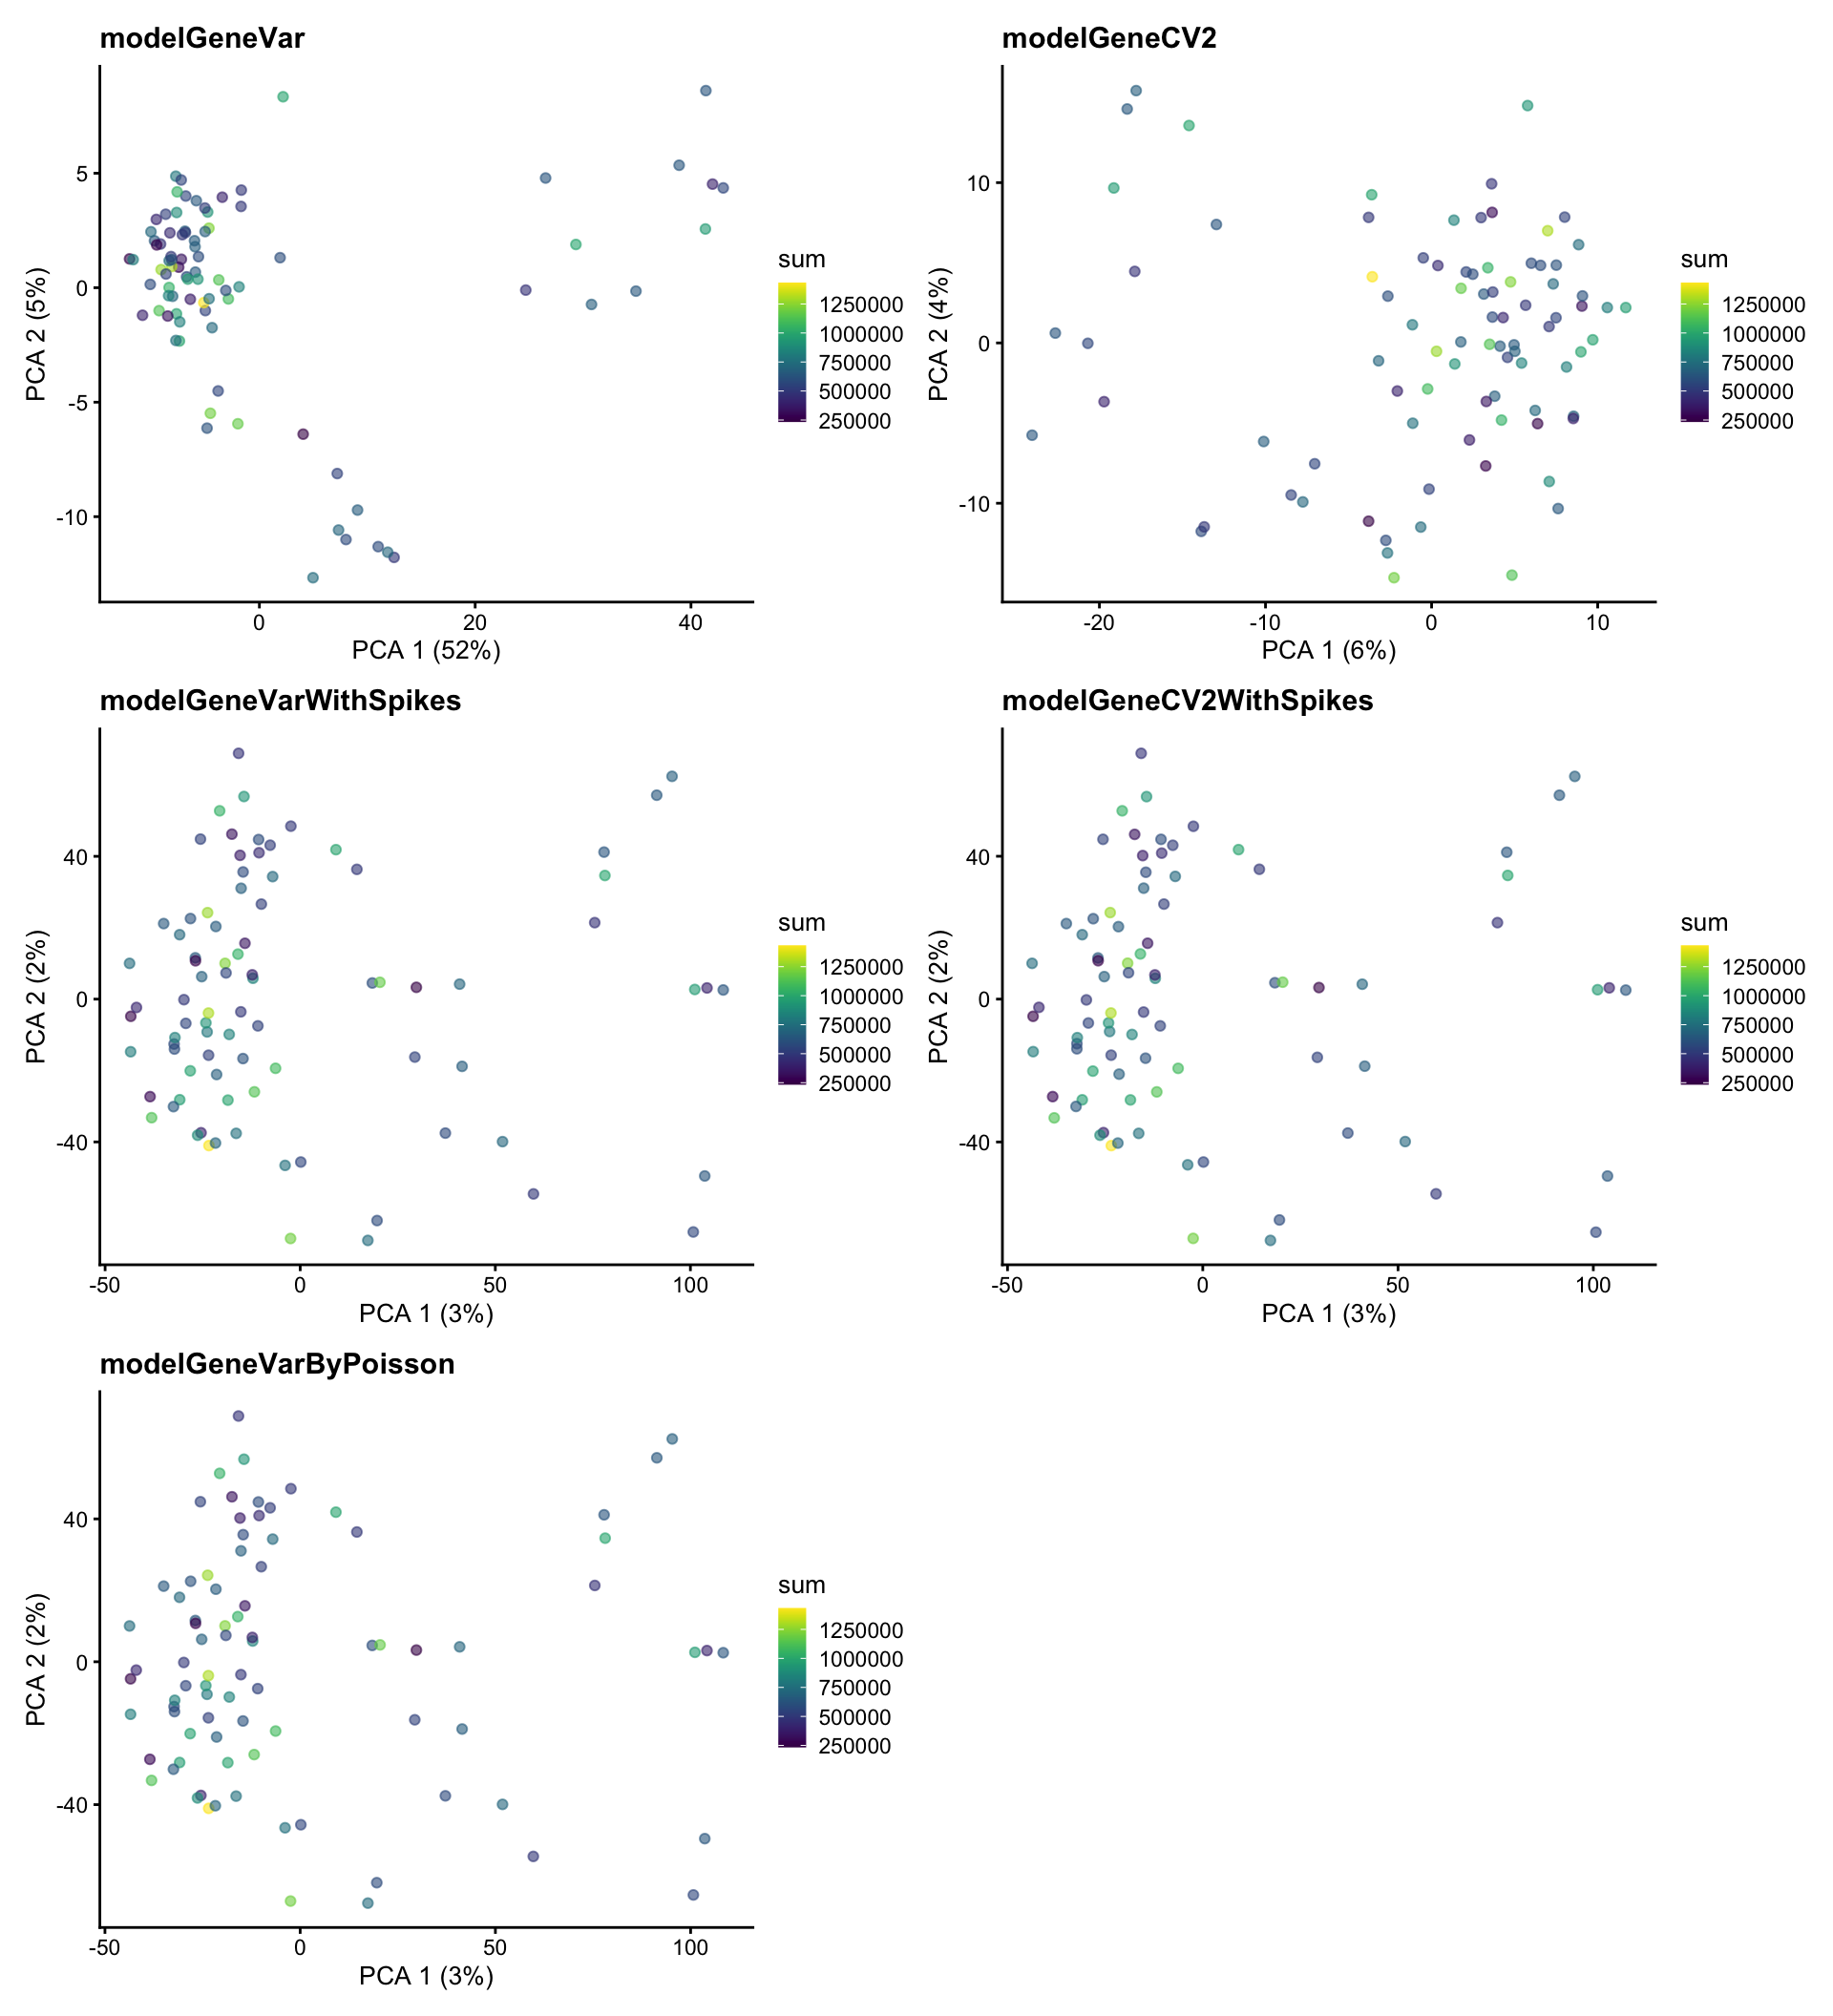 modelGeneVar
PCA 2 (5%)
5
0
-5
-10
0 20 40
PCA 1 (52%)
sum
1250000
1000000
750000
500000
250000
modelGeneCV2
PCA 2 (4%)
10
0
-10
-20 -10 0 10
PCA 1 (6%)
sum
1250000
1000000
750000
500000
250000
modelGeneVarWithSpikes
PCA 2 (2%)
40
0
-40
-50 0 50 100
PCA 1 (3%)
sum
1250000
1000000
750000
500000
250000
modelGeneCV2WithSpikes
PCA 2 (2%)
40
0
-40
-50 0 50 100
PCA 1 (3%)
sum
1250000
1000000
750000
500000
250000
modelGeneVarByPoisson
PCA 2 (2%)
40
0
-40
-50 0 50 100
PCA 1 (3%)
sum
1250000
1000000
750000
500000
250000